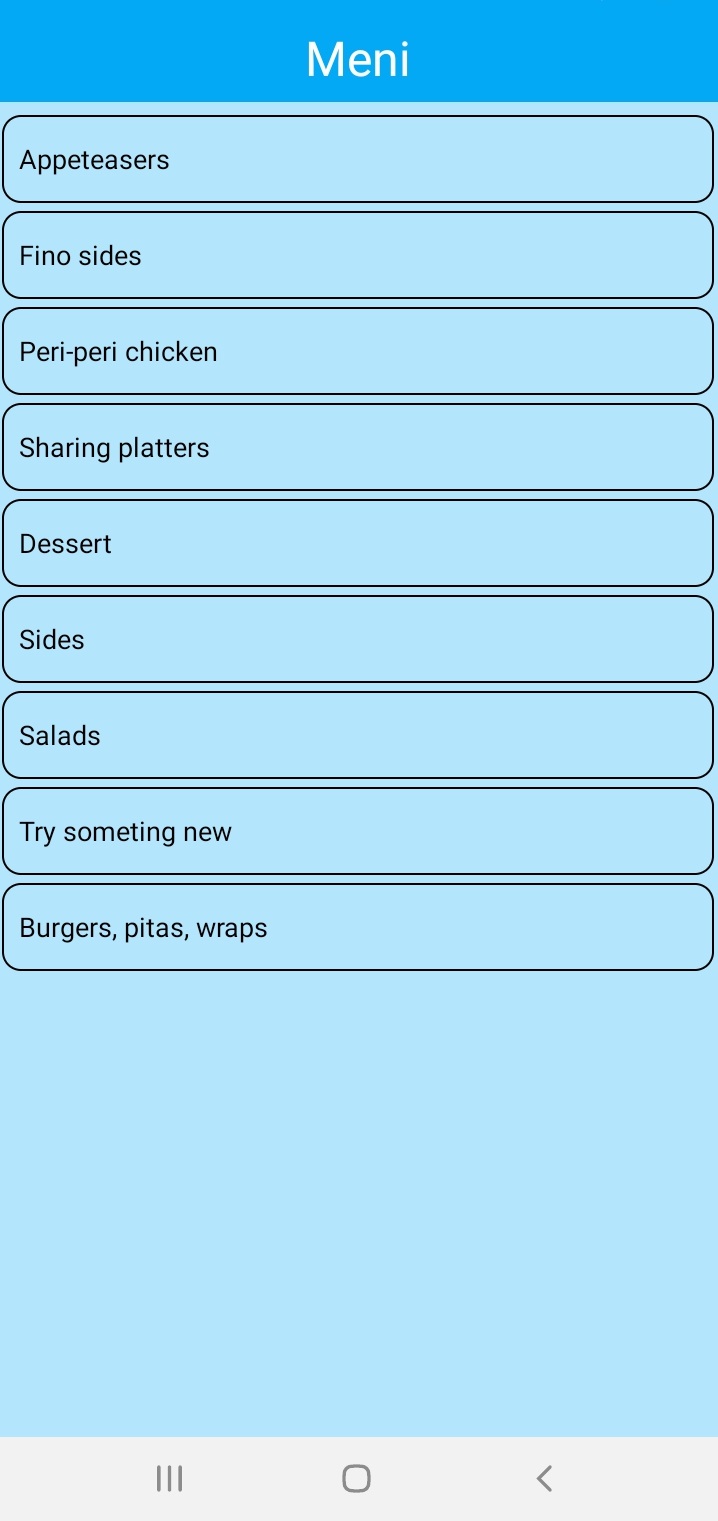 Meni
Appeteasers
Fino sides
Peri-peri chicken
Sharing platters
Dessert
Sides
Salads
Try someting new
Burgers, pitas, wraps